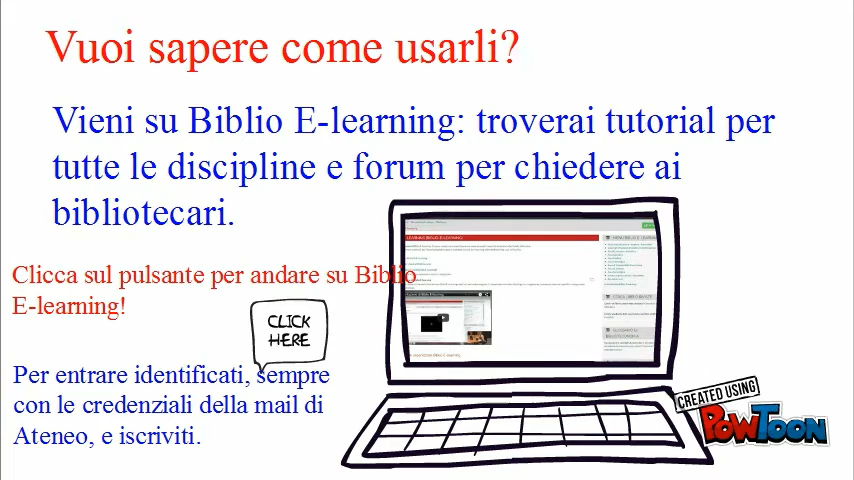 Vuoi sapere come usarli?
Vieni su Biblio E-learning: troverai tutorial per
tutte le discipline e forum per chiedere ai
bibliotecari.
Clicca sul pulsante per andare su Biblio
E-learning!
CLICK
HERE
Per entrare identificati, sempre
con le credenziali della mail di
Ateneo, e iscriviti.
CREATED USING
POWTOON